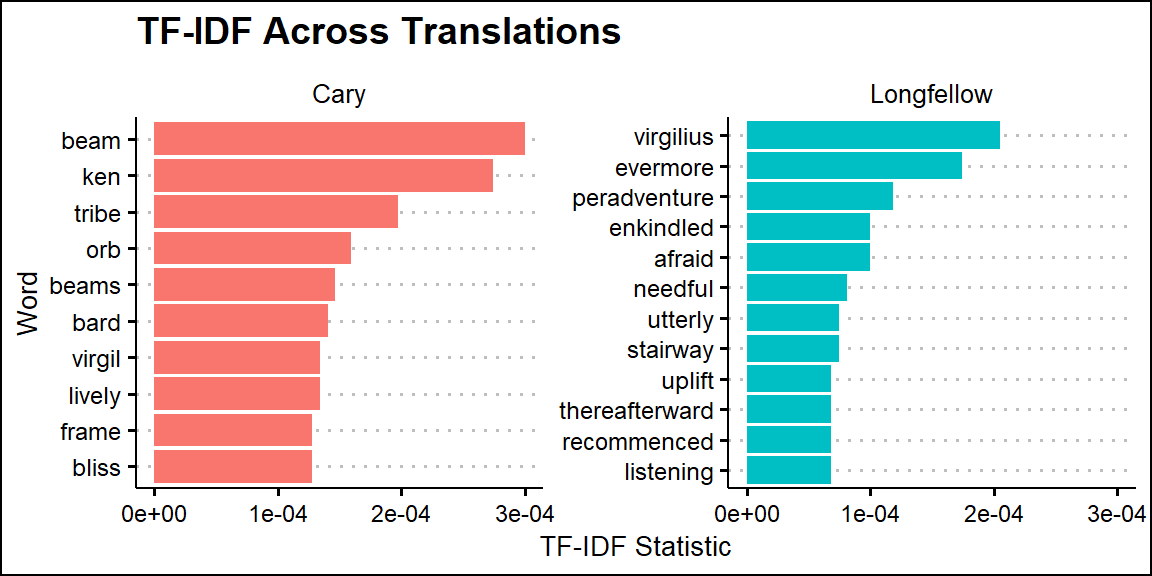 TF-IDF Across Translations
Cary
Longfellow
Word
beam
ken
tribe
orb
beams
bard
virgil
lively
frame
bliss
0e+00 1e-04 2e-04 3e-04
virgilius
evermore
peradventure
enkindled
afraid
needful
utterly
stairway
uplift
thereafterward
recommenced
listening
0e+00 1e-04 2e-04 3e-04
TF-IDF Statistic